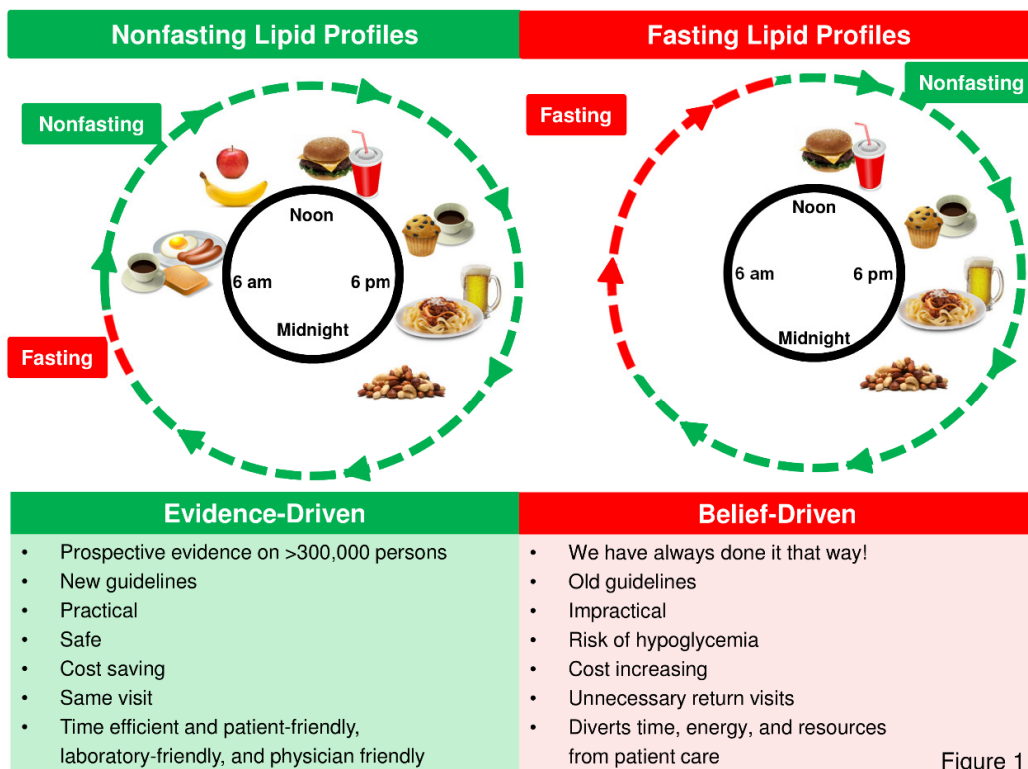 Nonfasting Lipid Profiles
Nonfasting
Noon
6 am
6 pm
Midnight
Fasting
Fasting Lipid Profiles
Nonfasting
Fasting
Noon
6 am
6 pm
Midnight
Evidence-Driven
• Prospective evidence on >300,000 persons
• New guidelines
• Practical
• Safe
• Cost saving
• Same visit
• Time efficient and patient-friendly,
laboratory-friendly, and physician friendly
Belief-Driven
• We have always done it that way!
• Old guidelines
• Impractical
• Risk of hypoglycemia
• Cost increasing
• Unnecessary return visits
• Diverts time, energy, and resources
from patient care
Figure 1